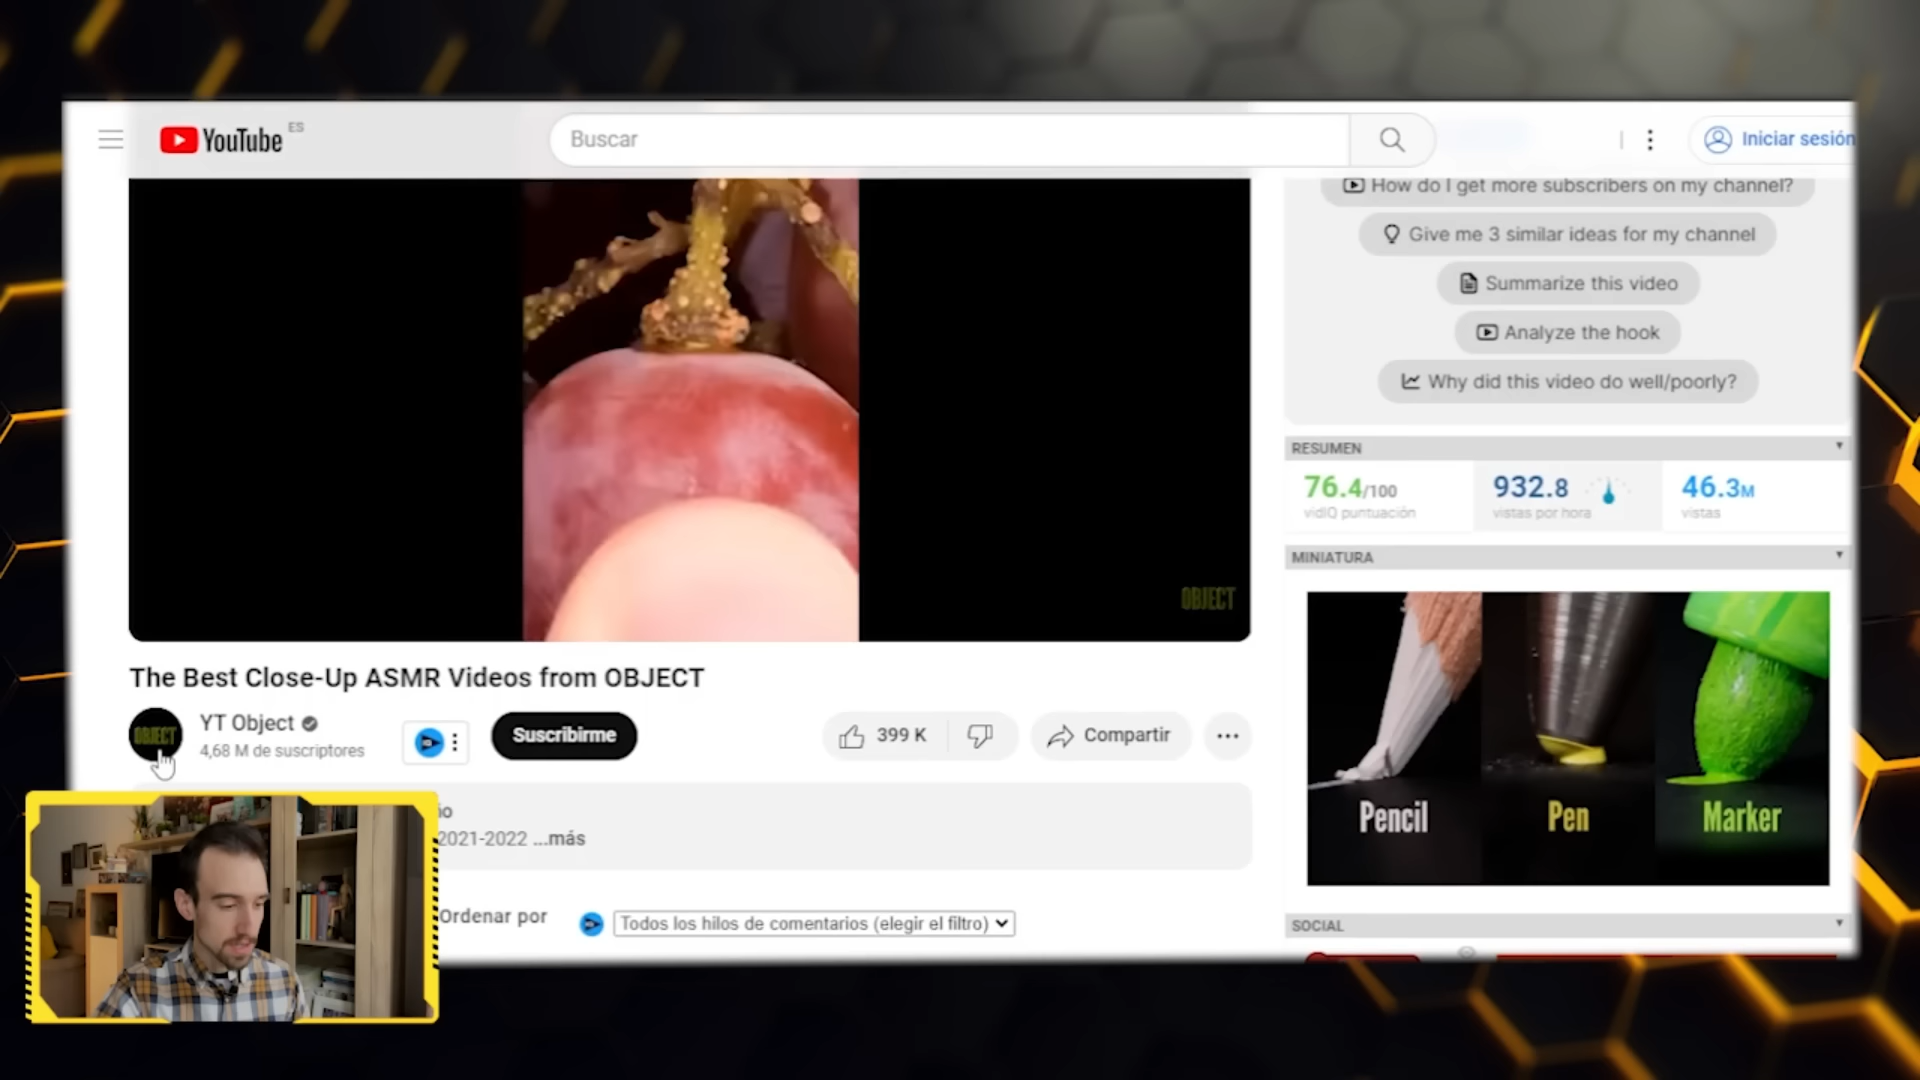 YouTube ES
Buscar
Iniciar sesión
How do I get more subscribers on my channel?
Give me 3 similar ideas for my channel
Summarize this video
Analyze the hook
Why did this video do well/poorly?
RESUMEN
76.4/100
vidIQ puntuación
932.8
vistas por hora
46.3M
vistas
MINIATURA
Pencil
Pen
Marker
SOCIAL
OBJECT
The Best Close-Up ASMR Videos from OBJECT
OBJECT
YT Object
4,68 M de suscriptores
Suscribirme
399 K
Compartir
2021-2022 ...más
Ordenar por
Todos los hilos de comentarios (elegir el filtro)